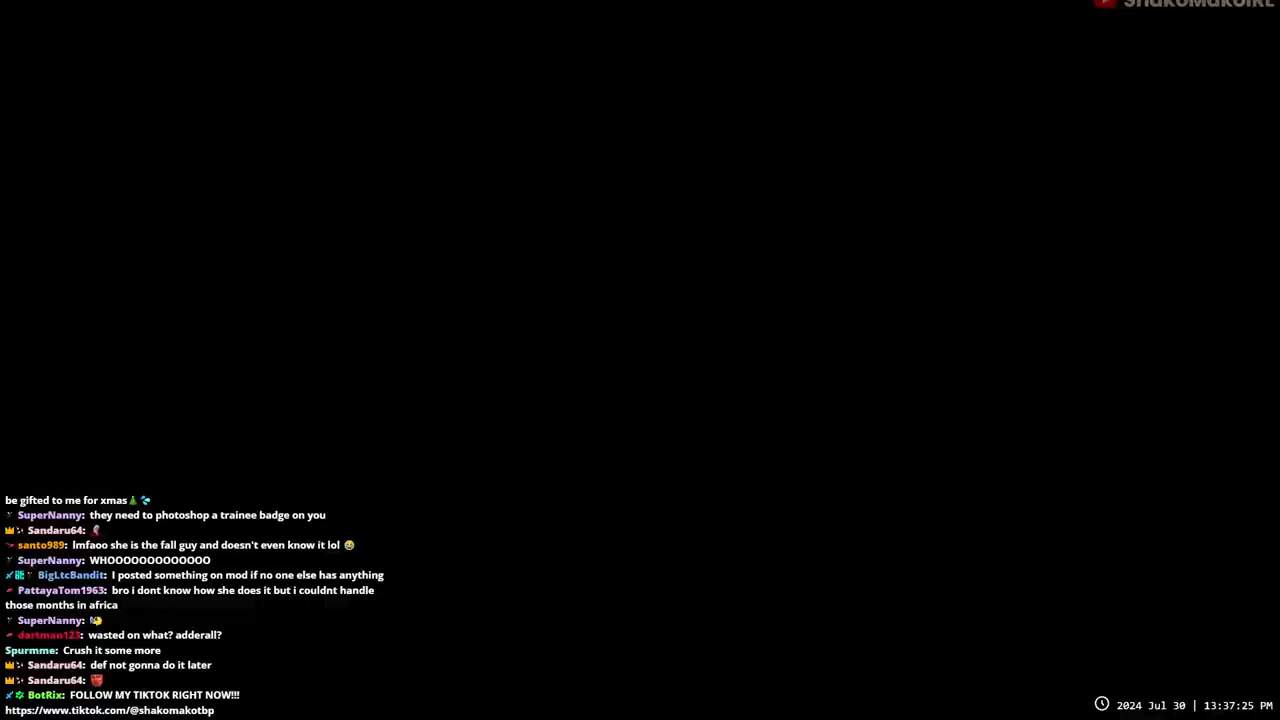 ShakoMakoIRL
be gifted to me for xmas
SuperNanny: they need to photoshop a trainee badge on you
Sandaru64:
santo989: lmfaoo she is the fall guy and doesn't even know it lol
SuperNanny: WHOOOOOOOOOOOOO
BigLtcBandit: I posted something on mod if no one else has anything
PattayaTom1963: bro i dont know how she does it but i couldnt handle
those months in africa
SuperNanny:
dartman123: wasted on what? adderall?
Spurmme: Crush it some more
Sandaru64: def not gonna do it later
Sandaru64:
BotRix: FOLLOW MY TIKTOK RIGHT NOW!!!
https://www.tiktok.com/@shakomakotbp
2024 Jul 30 | 13:37:25 PM